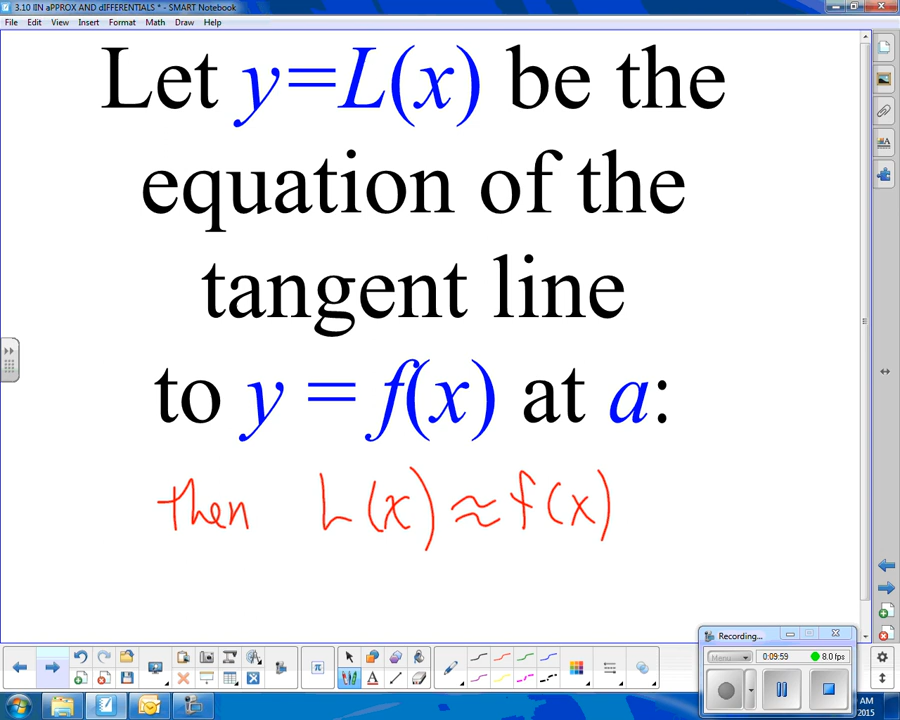 3.10 lIN aPPROX AND dIFFERENTIALS * - SMART Notebook
File Edit View Insert Format Math Draw Help
Let y=L(x) be the
equation of the
tangent line
to y = f(x) at a:
then L(x) ≈ f(x)
Recording...
Menu
0:09:59 8.0 fps
AM
2015